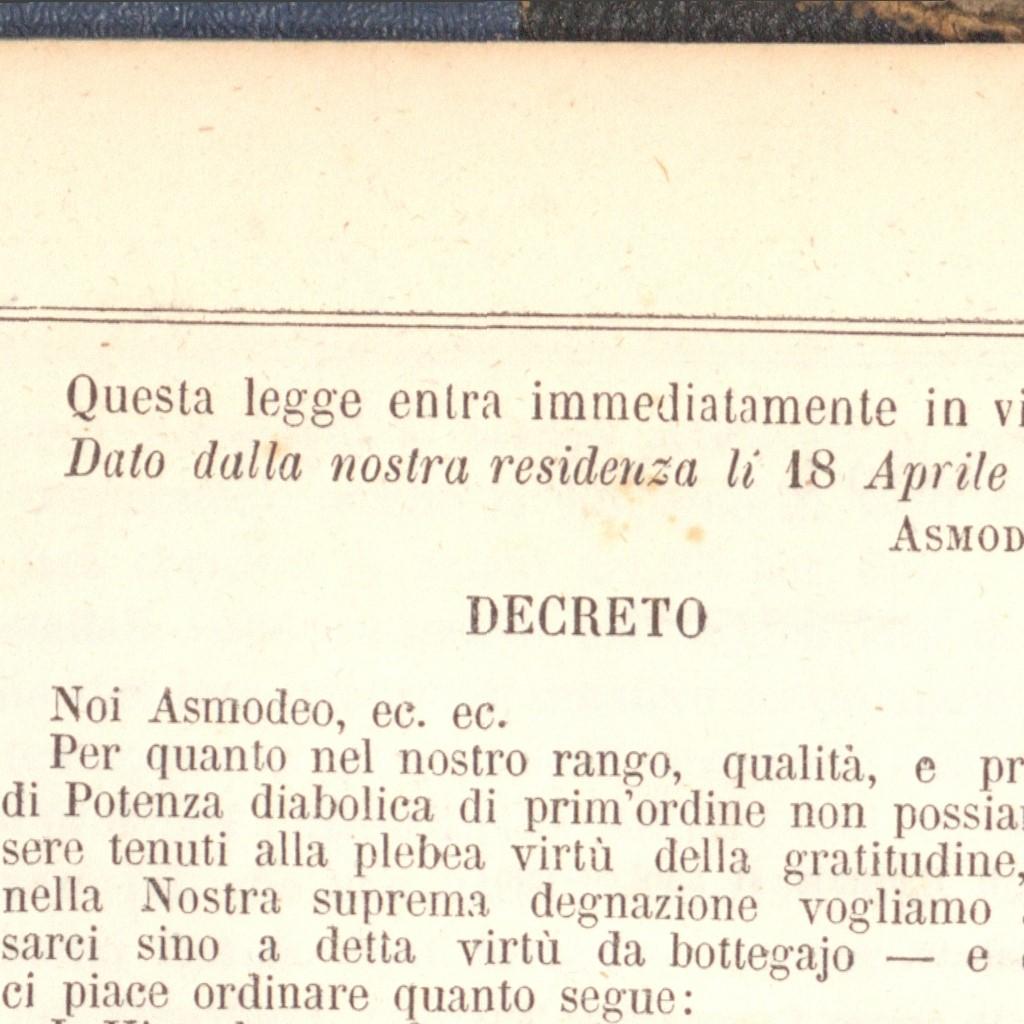 Questa legge entra immediatamente in vi
Dato dalla nostra residenza lí 18 Aprile
ASMOD
DECRETO
Noi Asmodeo, ec. ec.
Per quanto nel nostro rango, qualità, e pr
di Potenza diabolica di prim'ordine non possia
sere tenuti alla plebea virtù della gratitudine,
nella Nostra suprema degnazione vogliamo
sarci sino a detta virtù da bottegajo — e
ci piace ordinare quanto segue: